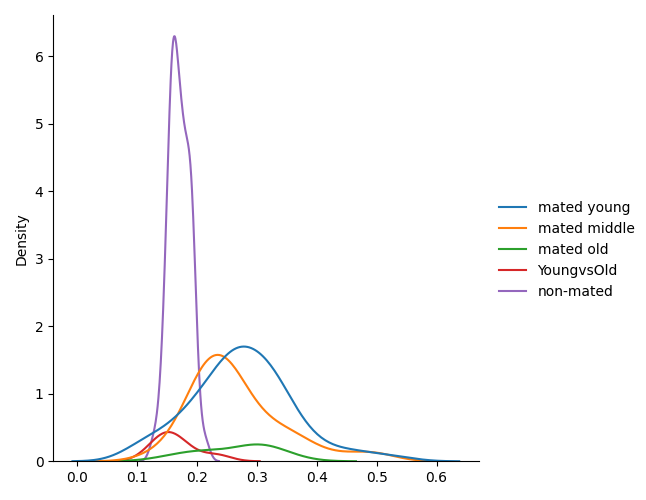 6
5
4
3
2
1
0
Density
0.0 0.1 0.2 0.3 0.4 0.5 0.6
mated young
mated middle
mated old
YoungvsOld
non-mated